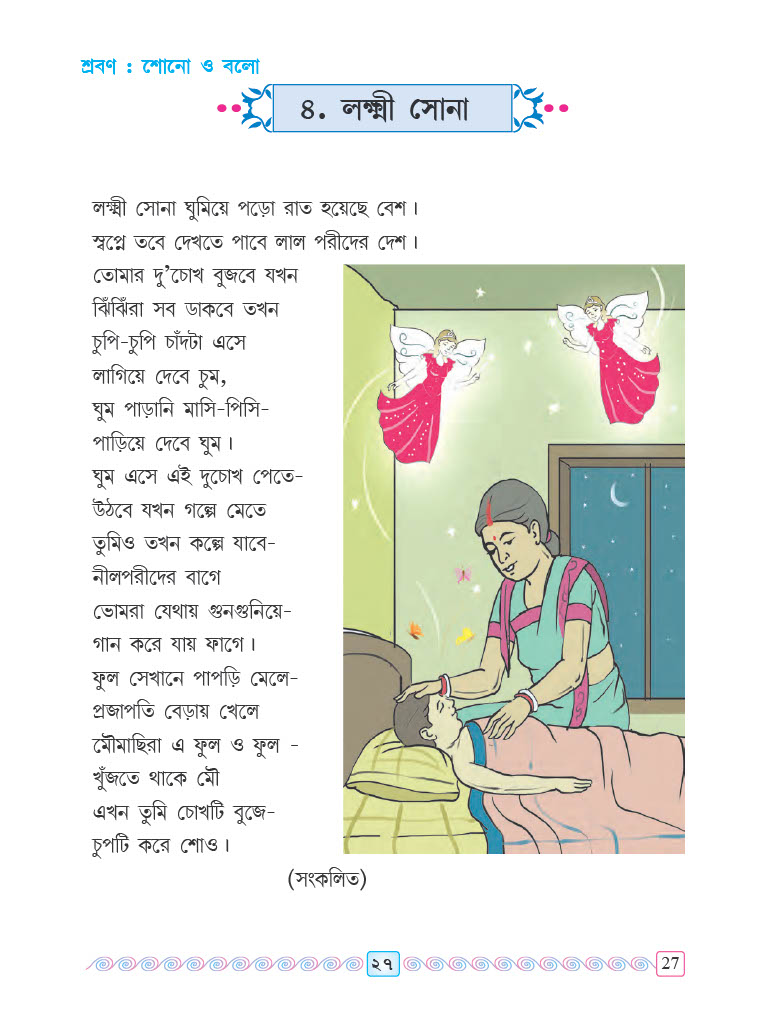 শ্রবণ : শোনো ও বলো
৪. লক্ষ্মী সোনা
লক্ষ্মী সোনা ঘুমিয়ে পড়ো রাত হয়েছে বেশ।
স্বপ্নে তবে দেখতে পাবে লাল পরীদের দেশ।
তোমার দু’চোখ বুজবে যখন
ঝিঁঝিঁরা সব ডাকবে তখন
চুপি-চুপি চাঁদটা এসে
লাগিয়ে দেবে চুম,
ঘুম পাড়ানি মাসি-পিসি-
পাড়িয়ে দেবে ঘুম।
ঘুম এসে এই দুচোখ পেতে-
উঠবে যখন গল্পে মেতে
তুমিও তখন কল্পে যাবে-
নীলপরীদের বাগে
ভোমরা যেথায় গুনগুনিয়ে-
গান করে যায় ফাগে।
ফুল সেখানে পাপড়ি মেলে-
প্রজাপতি বেড়ায় খেলে
মৌমাছিরা এ ফুল ও ফুল -
খুঁজতে থাকে মৌ
এখন তুমি চোখটি বুজে-
চুপটি করে শোও।
(সংকলিত)
২৭
27